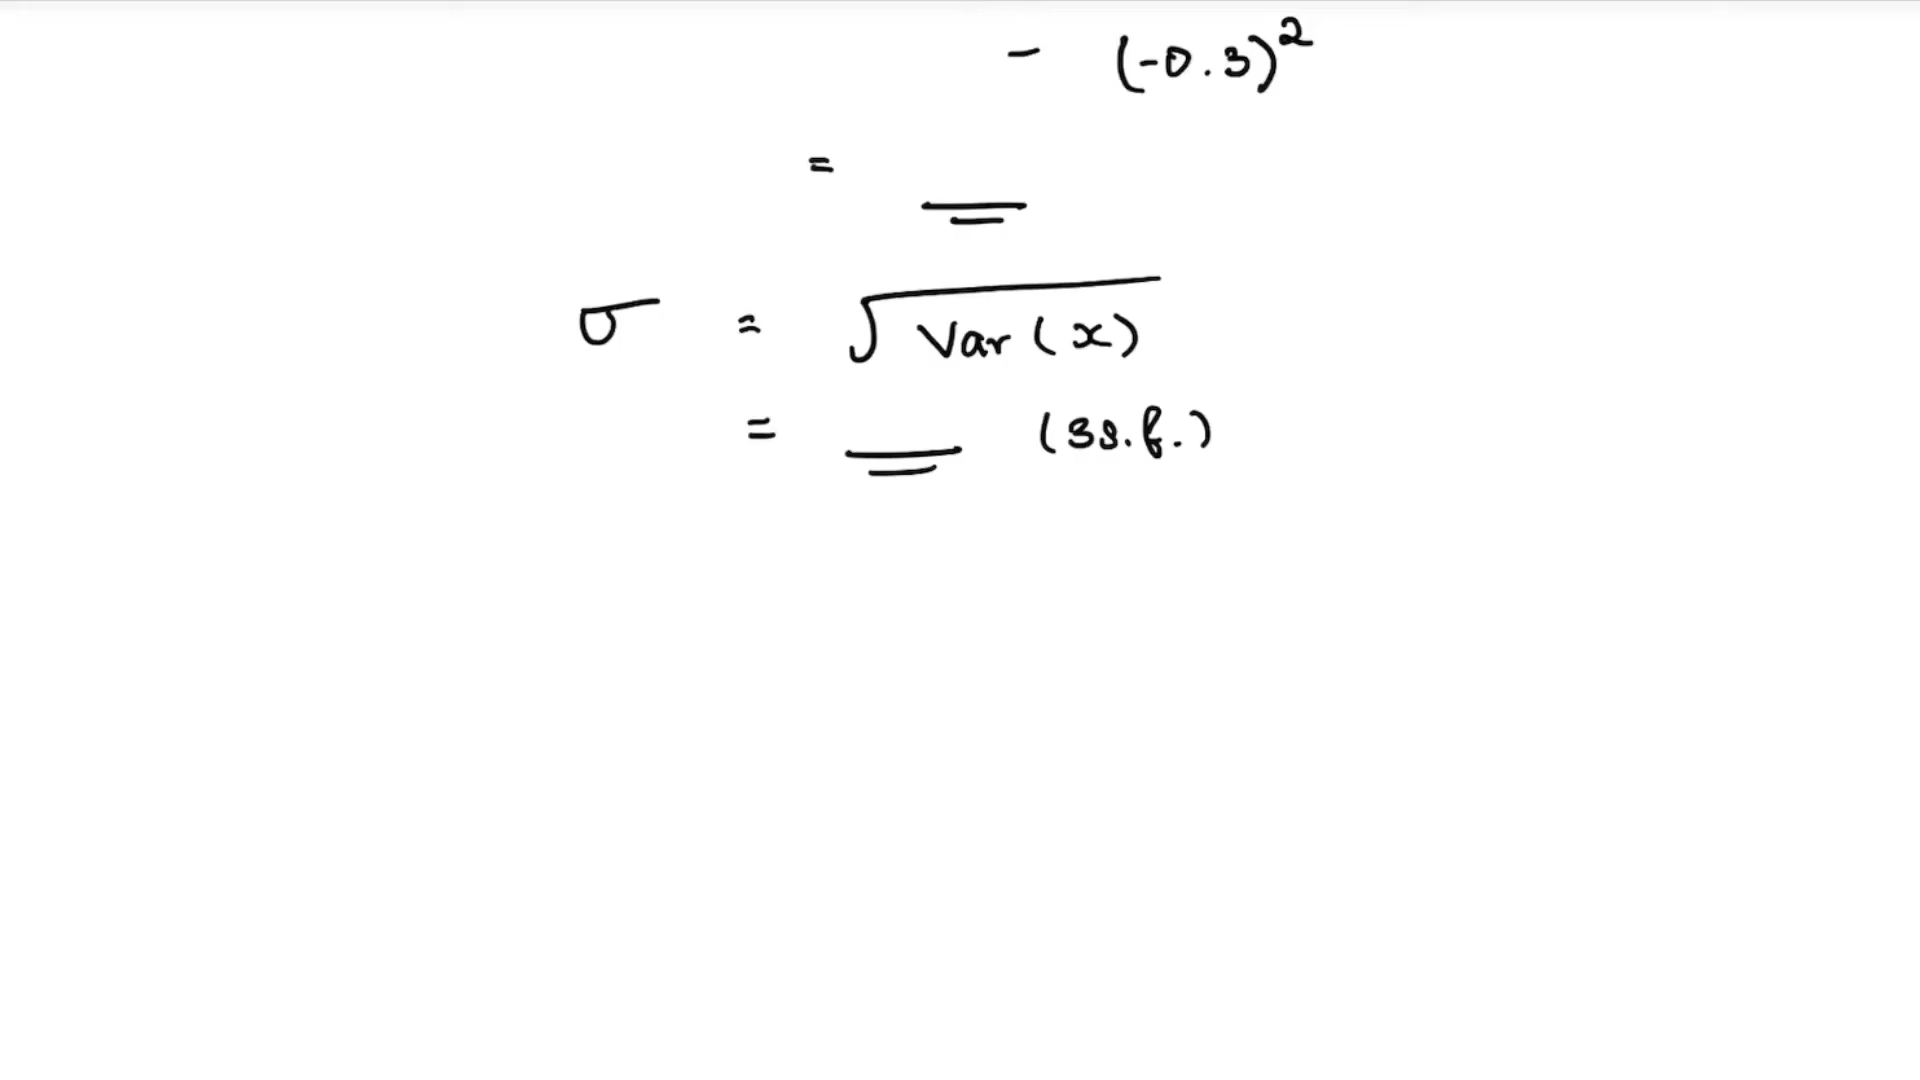 - (-0.3)²
=
σ = √Var(x)
= (3s.f.)